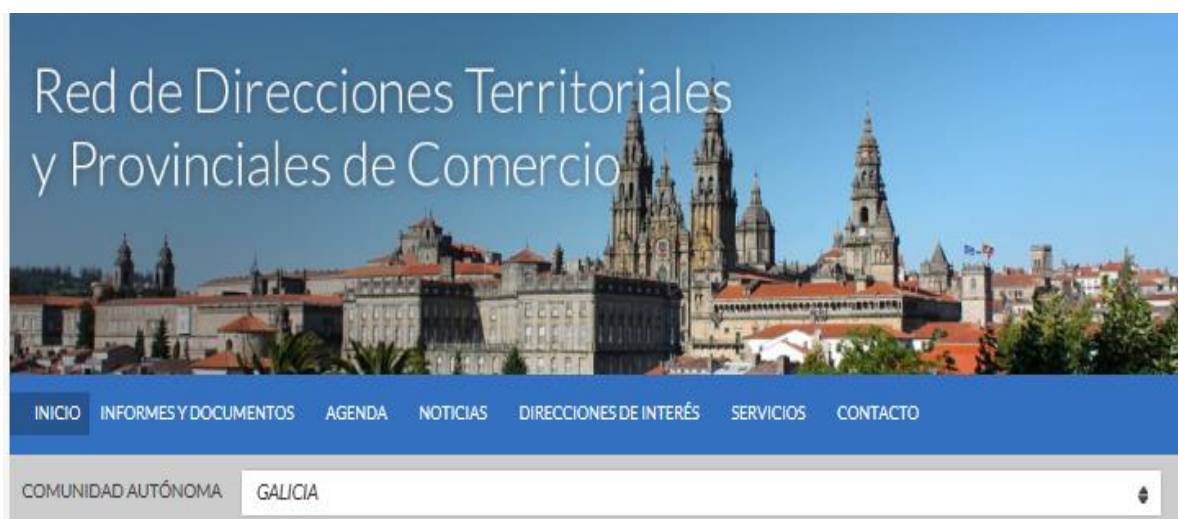 Red de Direcciones Territoriales
y Provinciales de Comercio
INICIO INFORMES Y DOCUMENTOS AGENDA NOTICIAS DIRECCIONES DE INTERÉS SERVICIOS CONTACTO
COMUNIDAD AUTÓNOMA GALICIA